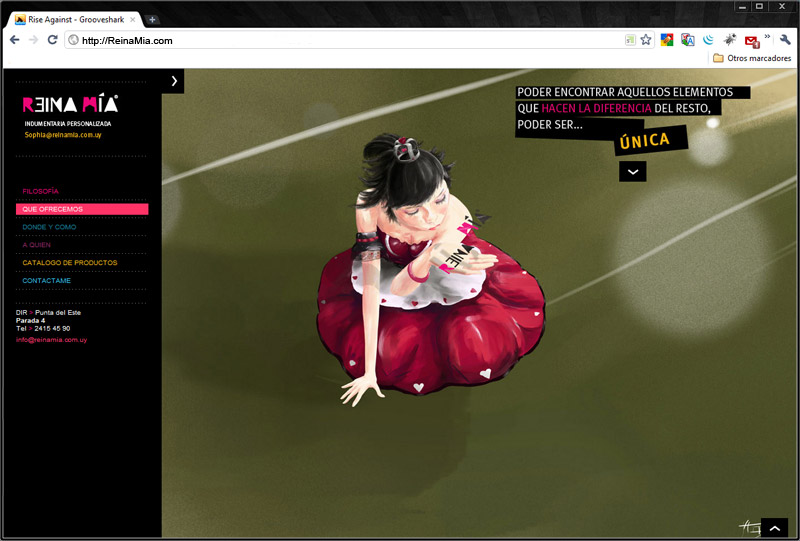 Rise Against - Grooveshark
http://ReinaMia.com
Otros marcadores
REINA MÍA
INDUMENTARIA PERSONALIZADA
Sophia@reinamia.com.uy
FILOSOFÍA
QUE OFRECEMOS
DONDE Y COMO
A QUIEN
CATALOGO DE PRODUCTOS
CONTACTAME
DIR > Punta del Este
Parada 4
Tel > 2415 45 90
info@reinamia.com.uy
PODER ENCONTRAR AQUELLOS ELEMENTOS
QUE HACEN LA DIFERENCIA DEL RESTO,
PODER SER...
ÚNICA
REINA MÍA